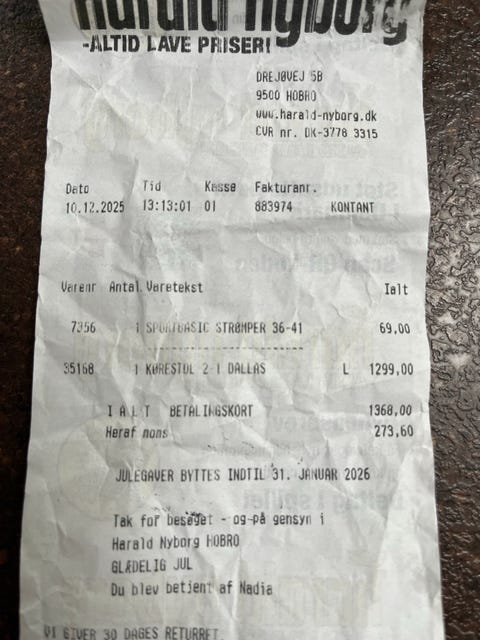 harald nyborg
-ALTID LAVE PRISER!
DREJØVEJ 5B
9500 HOBRO
www.harald-nyborg.dk
CVR nr. DK-3778 3315
Dato Tid Kasse Fakturanr.
10.12.2025 13:13:01 01 883974 KONTANT
Varenr Antal Varetekst Ialt
7356 1 SPORTBASIC STRØMPER 36-41 69,00
35168 1 KØRESTOL 2-I DALLAS L 1299,00
I A L T BETALINGSKORT 1368,00
Heraf moms 273,60
JULEGAVER BYTTES INDTIL 31. JANUAR 2026
Tak for besøget - og på gensyn i
Harald Nyborg HOBRO
GLÆDELIG JUL
Du blev betjent af Nadia
VI GIVER 30 DAGES RETURRET